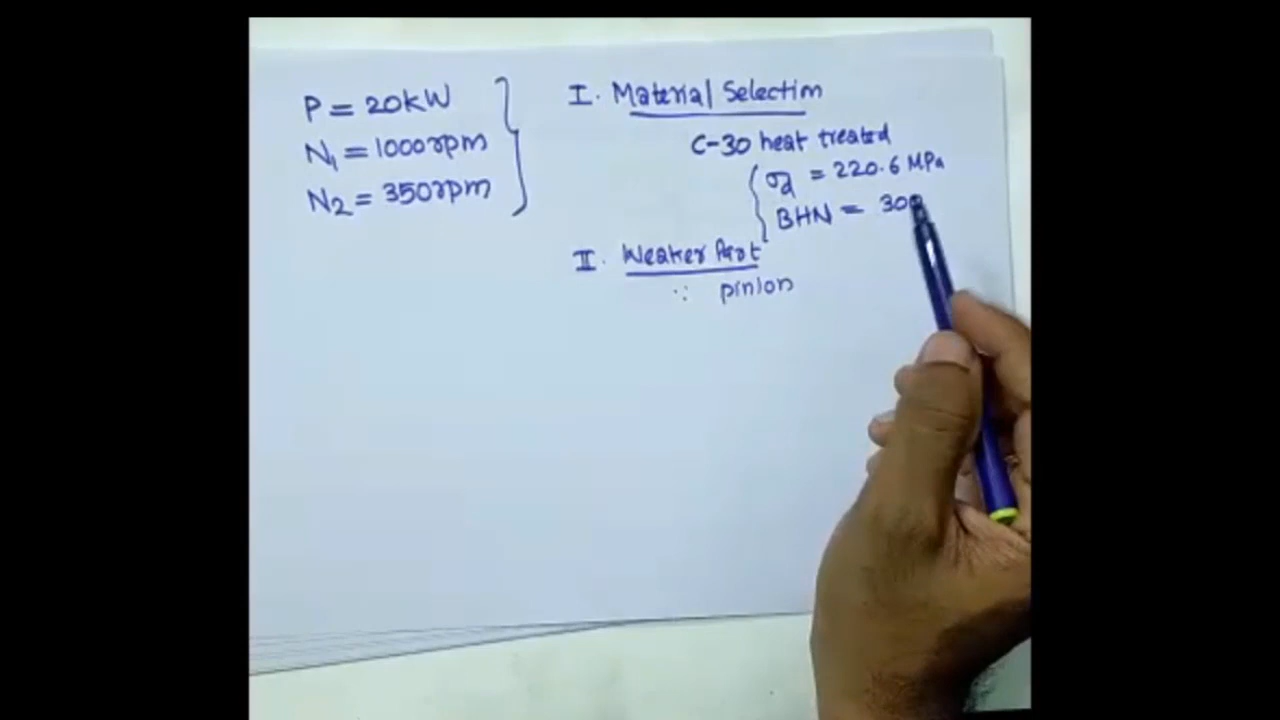 P = 20KW
N1 = 1000rpm
N2 = 350rpm
I. Material Selection
C-30 heat treated
σd = 220.6 MPa
BHN = 300
II. Weaker Part
∵ pinion